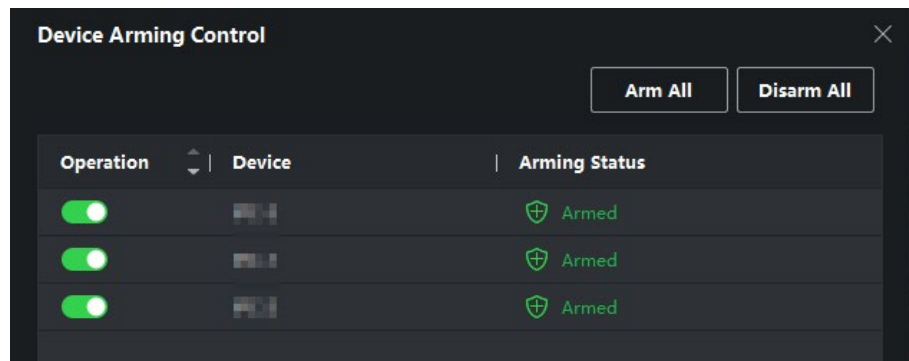 Device Arming Control
Arm All Disarm All
Operation Device Arming Status
Armed
Armed
Armed